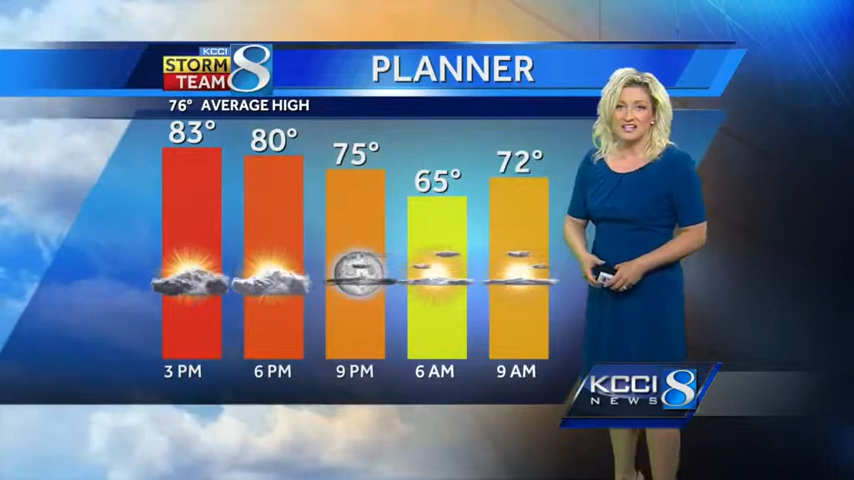 KCCI
STORM
TEAM 8
PLANNER
76° AVERAGE HIGH
83° 80° 75° 65° 72°
3 PM 6 PM 9 PM 6 AM 9 AM
KCCI 8
NEWS